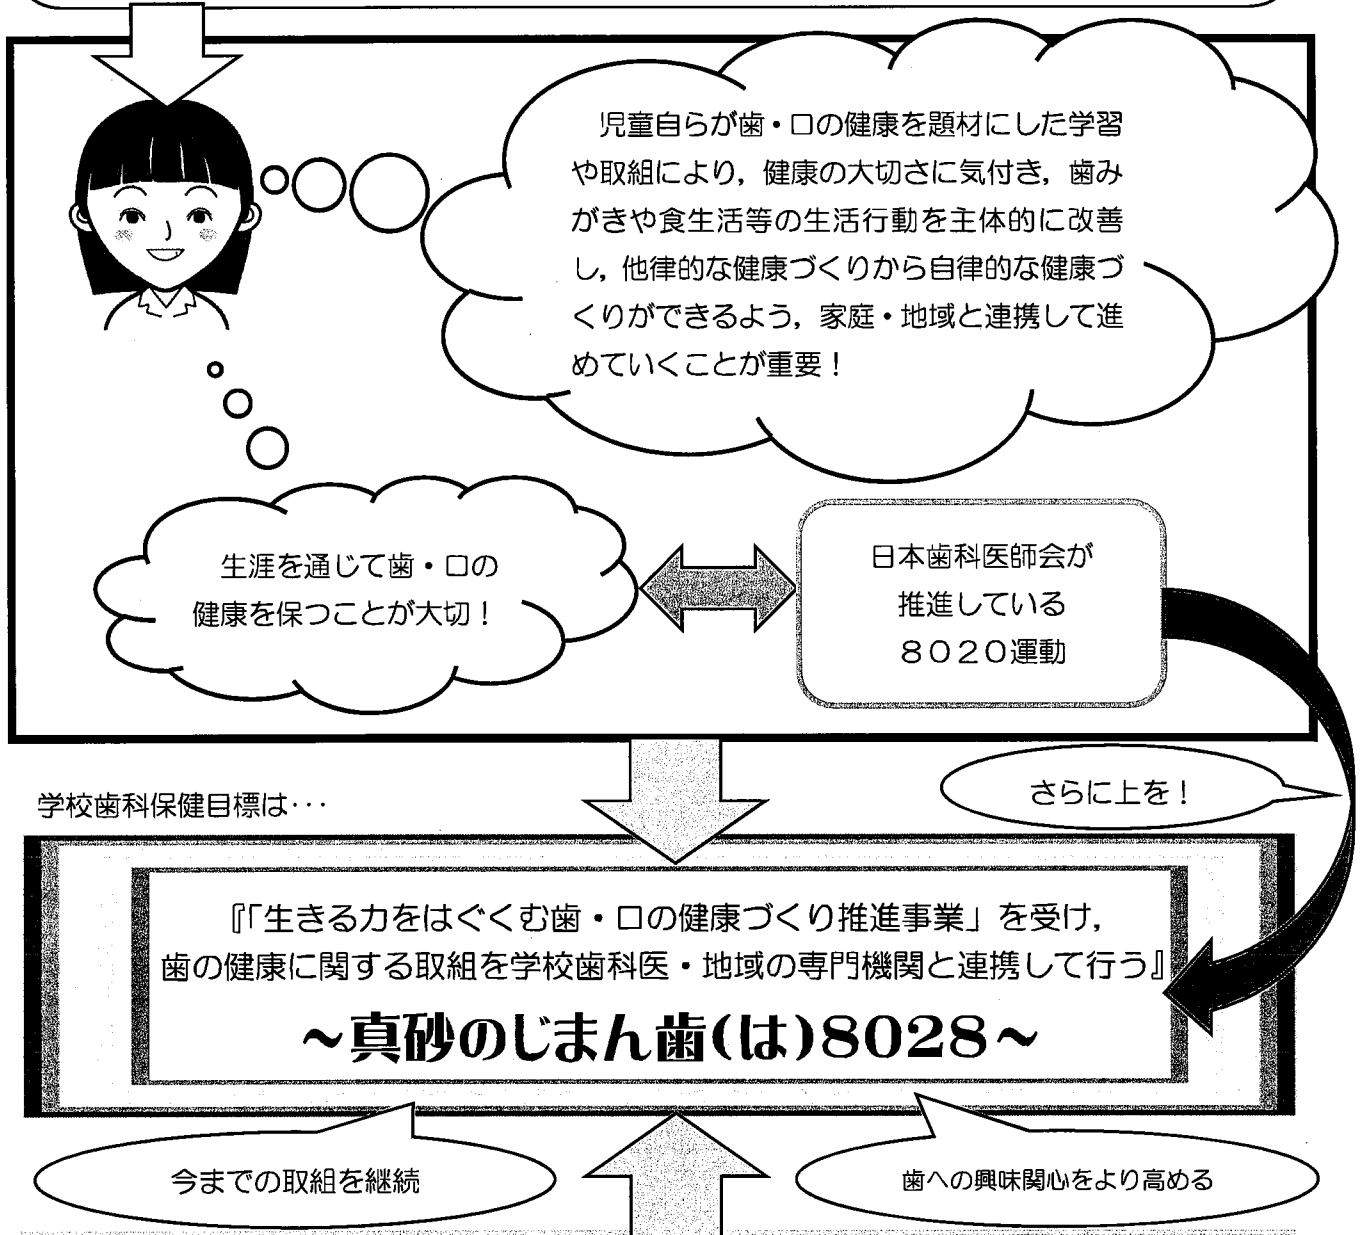 児童自らが歯・口の健康を題材にした学習
や取組により，健康の大切さに気付き，歯み
がきや食生活等の生活行動を主体的に改善
し，他律的な健康づくりから自律的な健康づ
くりができるよう，家庭・地域と連携して進
めていくことが重要！
生涯を通じて歯・口の
健康を保つことが大切！
日本歯科医師会が
推進している
８０２０運動
さらに上を！
学校歯科保健目標は･･･
『「生きる力をはぐくむ歯・口の健康づくり推進事業」を受け，
歯の健康に関する取組を学校歯科医・地域の専門機関と連携して行う』
～真砂のじまん歯(は)8028～
今までの取組を継続
歯への興味関心をより高める